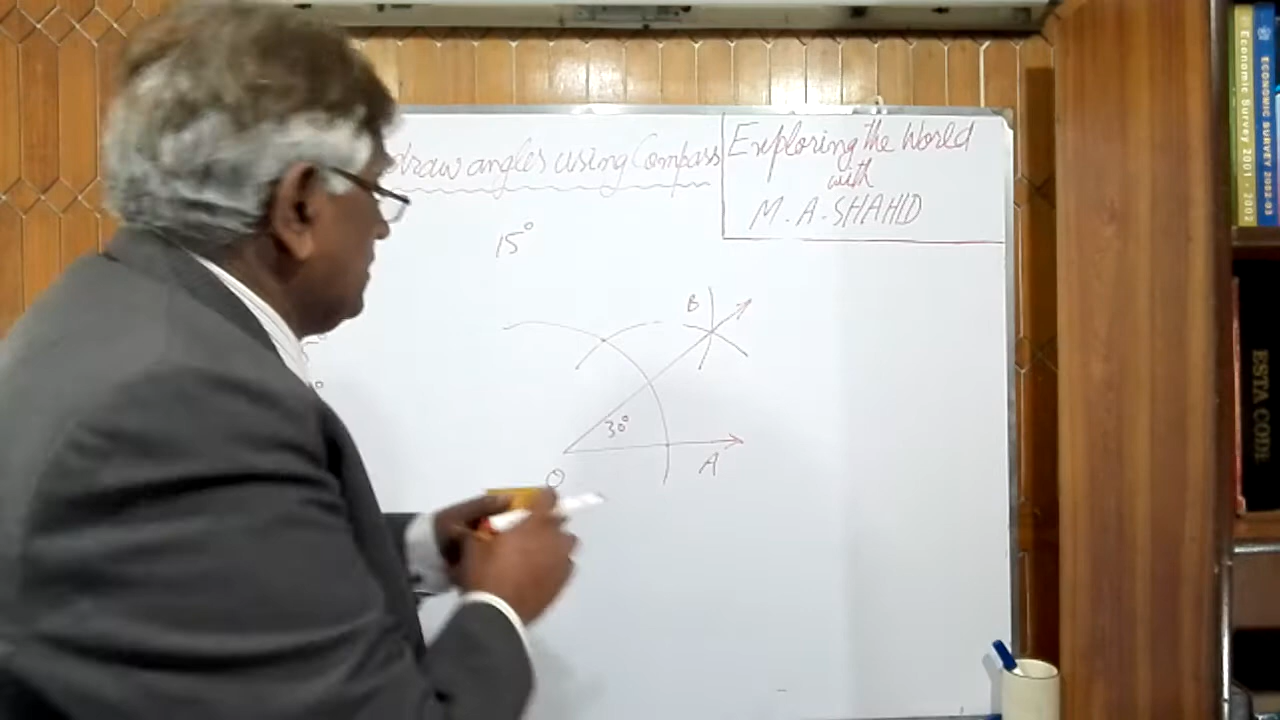 draw angles using Compass
Exploring the World
with
M. A. SHAHID
15°
B
30°
A
O
Economic Survey 2001 - 2002
ECONOMIC SURVEY 2002-03
ESTA CODE